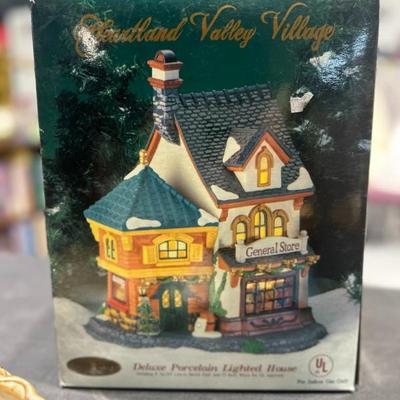 Heartland Valley Village
General Store
Deluxe Porcelain Lighted House
UL
For Indoor Use Only